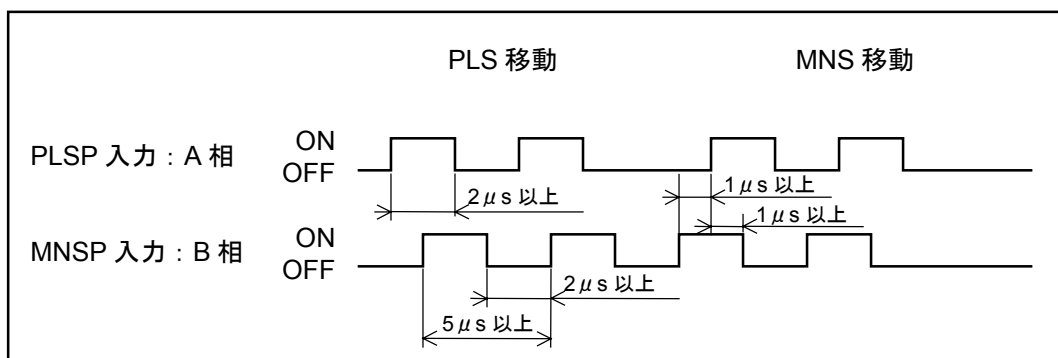 PLS 移動
MNS 移動
PLSP 入力:A 相
ON
OFF
2μs 以上
1μs 以上
1μs 以上
MNSP 入力:B 相
ON
OFF
2μs 以上
5μs 以上